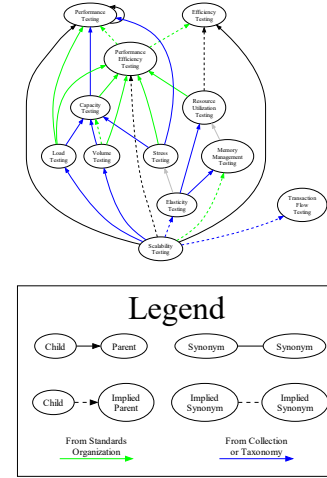 Performance
Testing
Efficiency
Testing
Performance
Efficiency
Testing
Capacity
Testing
Resource
Utilization
Testing
Load
Testing
Volume
Testing
Stress
Testing
Memory
Management
Testing
Elasticity
Testing
Transaction
Flow
Testing
Scalability
Testing
Legend
Child
Parent
Synonym
Synonym
Child
Implied
Parent
Implied
Synonym
Implied
Synonym
From Standards
Organization
From Collection
or Taxonomy